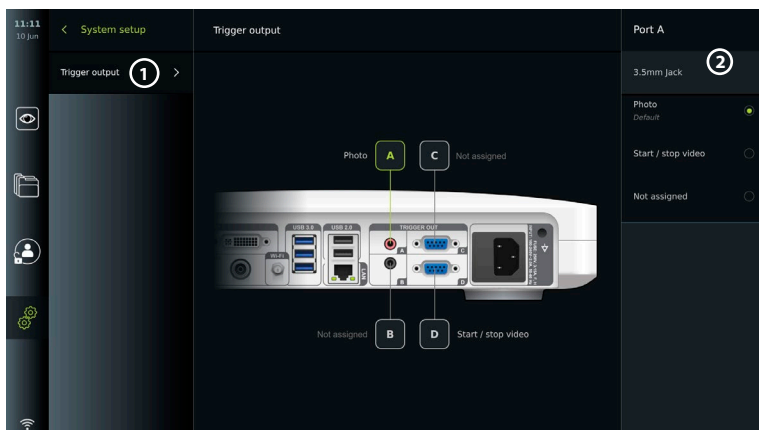 11:11
10 Jun
System setup
Trigger output
Port A
Trigger output
1
3.5mm Jack
2
Photo
Default
Start / stop video
Not assigned
Photo
A
C
Not assigned
USB 3.0
USB 2.0
TRIGGER OUT
Wi-Fi
LAN
A
B
C
D
Not assigned
B
D
Start / stop video